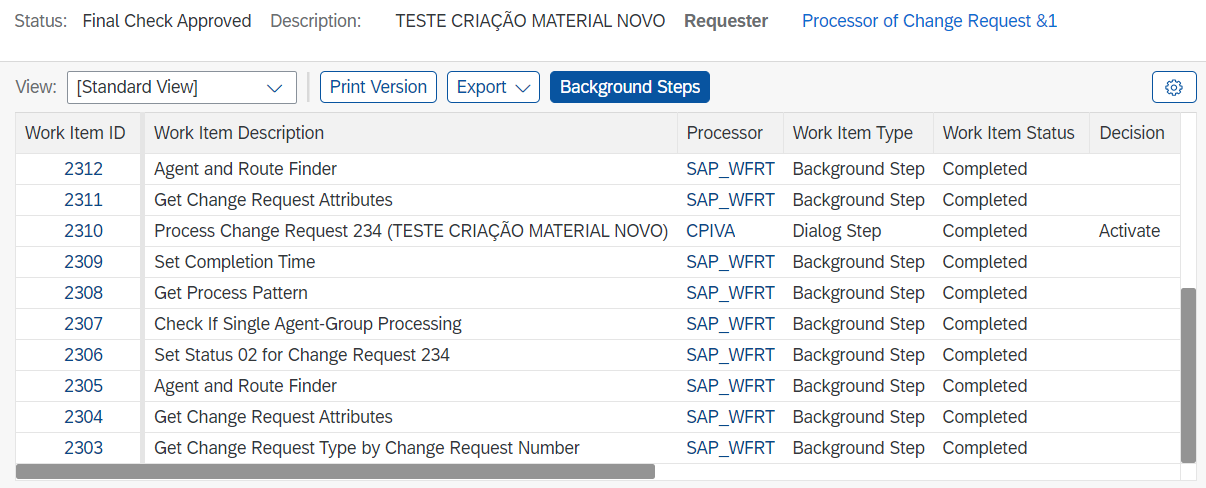 Status: Final Check Approved Description: TESTE CRIAÇÃO MATERIAL NOVO Requester Processor of Change Request &1
View: [Standard View] Print Version Export Background Steps
Work Item ID Work Item Description Processor Work Item Type Work Item Status Decision
2312 Agent and Route Finder SAP_WFRT Background Step Completed
2311 Get Change Request Attributes SAP_WFRT Background Step Completed
2310 Process Change Request 234 (TESTE CRIAÇÃO MATERIAL NOVO) CPIVA Dialog Step Completed Activate
2309 Set Completion Time SAP_WFRT Background Step Completed
2308 Get Process Pattern SAP_WFRT Background Step Completed
2307 Check If Single Agent-Group Processing SAP_WFRT Background Step Completed
2306 Set Status 02 for Change Request 234 SAP_WFRT Background Step Completed
2305 Agent and Route Finder SAP_WFRT Background Step Completed
2304 Get Change Request Attributes SAP_WFRT Background Step Completed
2303 Get Change Request Type by Change Request Number SAP_WFRT Background Step Completed